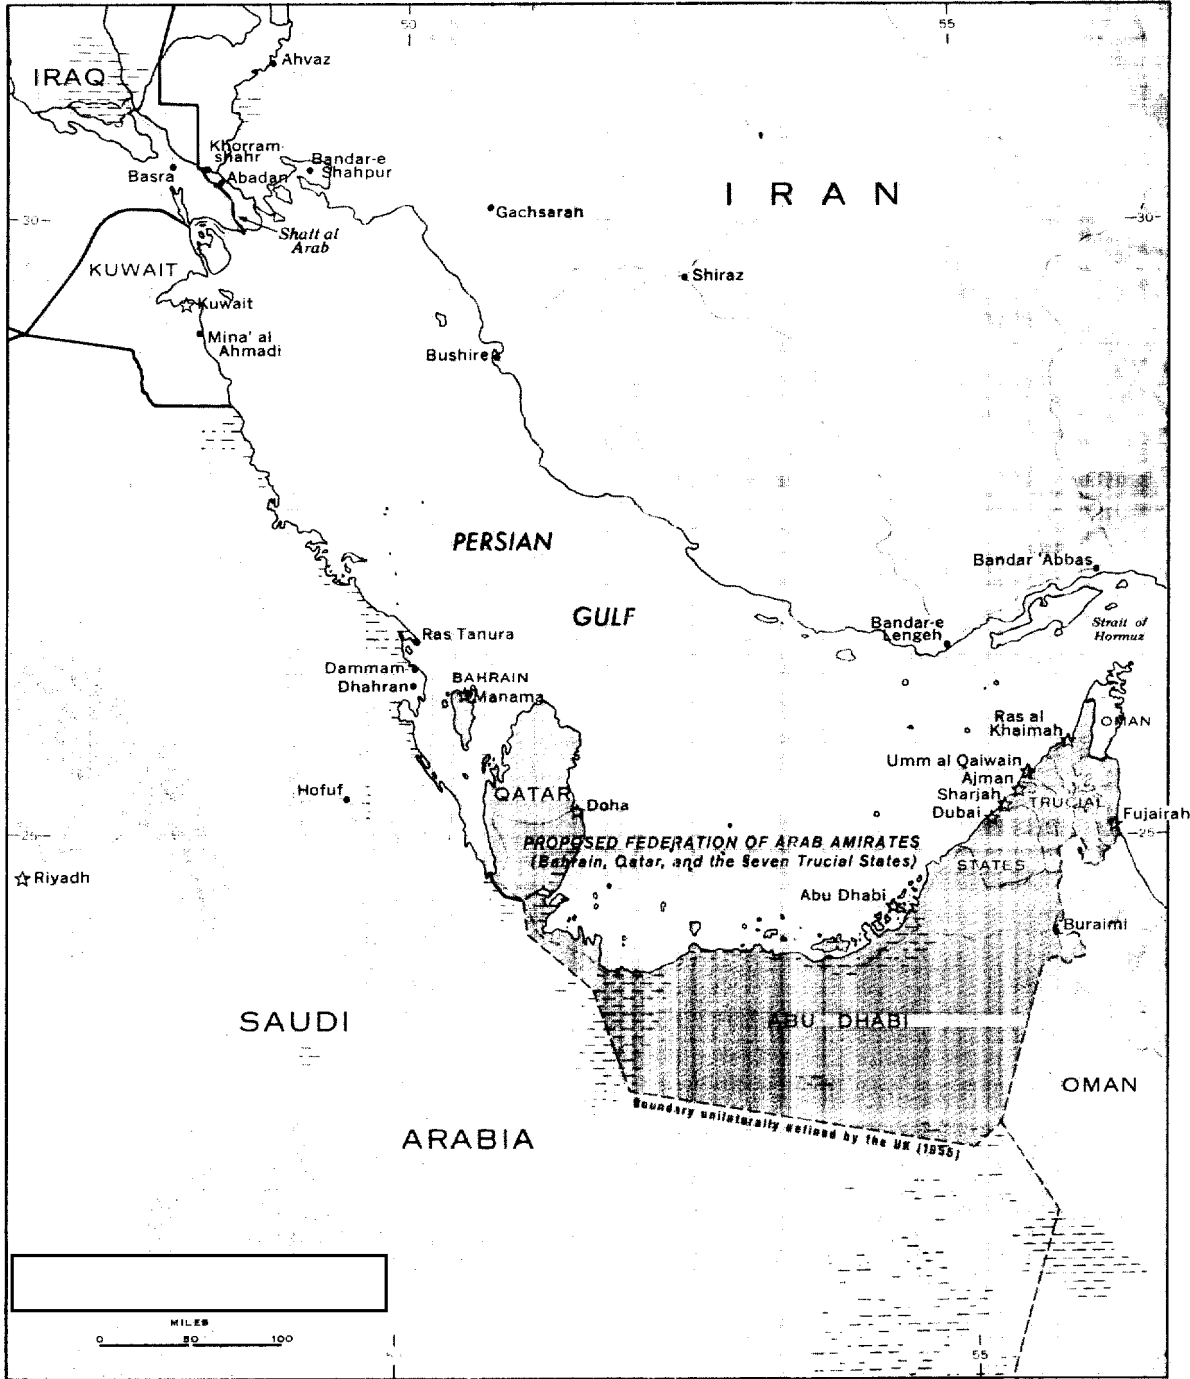 50
55
IRAQ
Ahvaz
Khorram-
shahr
Bandar-e
Shahpur
Basra
Abadan
IRAN
30
Gachsaran
30
Shatt al
Arab
KUWAIT
Shiraz
Kuwait
Mina' al
Ahmadi
Bushire
PERSIAN
GULF
Bandar 'Abbas
Bandar-e
Lengeh
Strait of
Hormuz
Ras Tanura
Dammam
Dhahran
BAHRAIN
Manama
Ras al
Khaimah
OMAN
Umm al Qaiwain
Ajman
Sharjah
Dubai
TRUCIAL
STATES
Fujairah
Hofuf
QATAR
Doha
25
25
PROPOSED FEDERATION OF ARAB AMIRATES
(Bahrain, Qatar, and the Seven Trucial States)
Riyadh
Abu Dhabi
Buraimi
SAUDI
ARABIA
ABU DHABI
OMAN
Boundary unilaterally defined by the UK (1955)
MILES
0 50 100
55